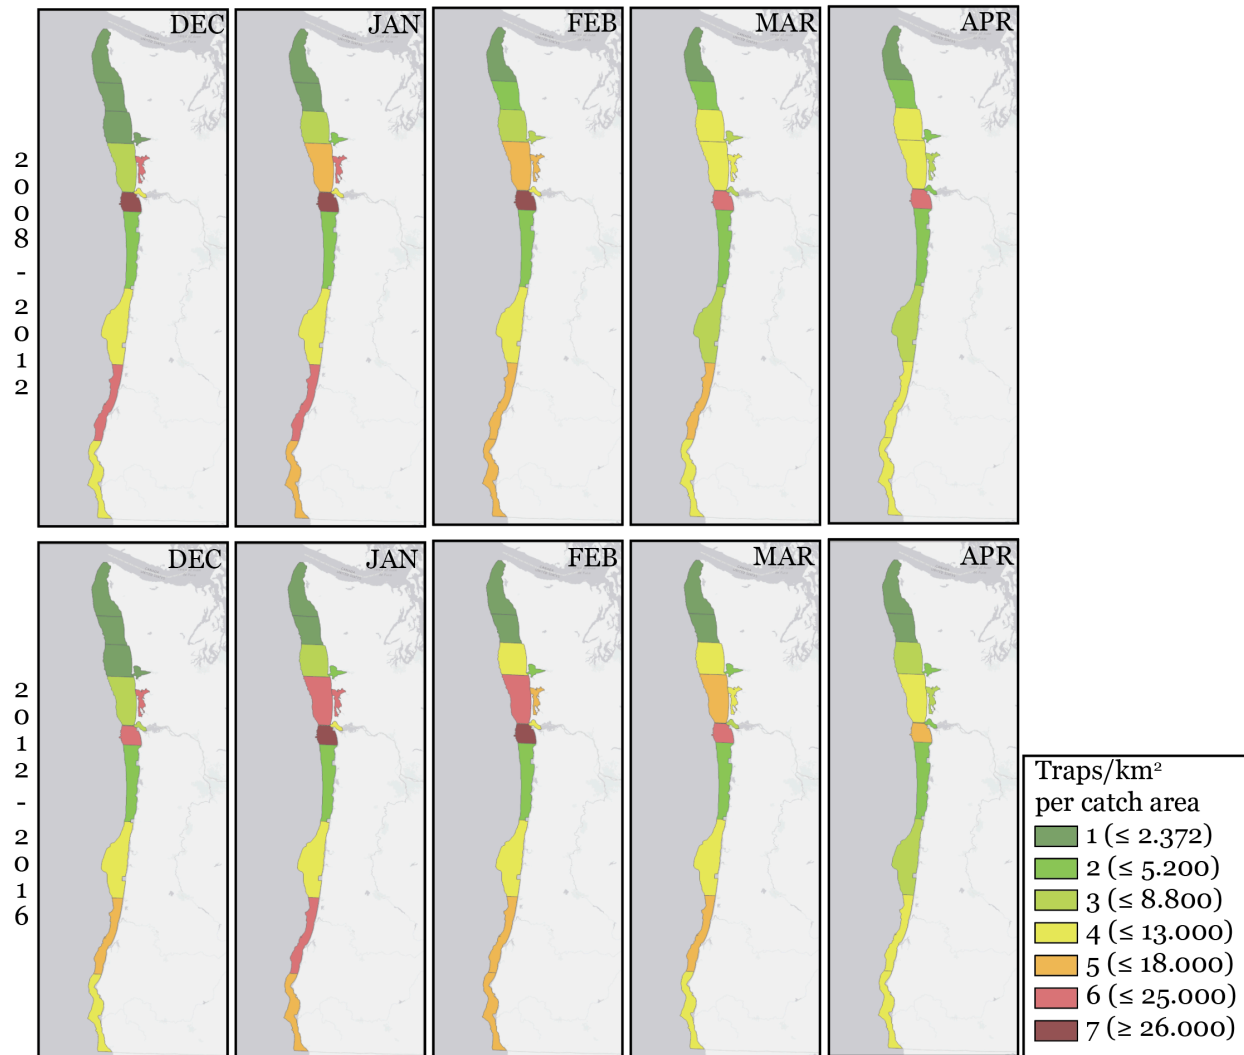 DEC
JAN
FEB
MAR
APR
2008-2012
DEC
JAN
FEB
MAR
APR
2012-2016
Traps/km²
per catch area
1 (≤ 2.372)
2 (≤ 5.200)
3 (≤ 8.800)
4 (≤ 13.000)
5 (≤ 18.000)
6 (≤ 25.000)
7 (≥ 26.000)